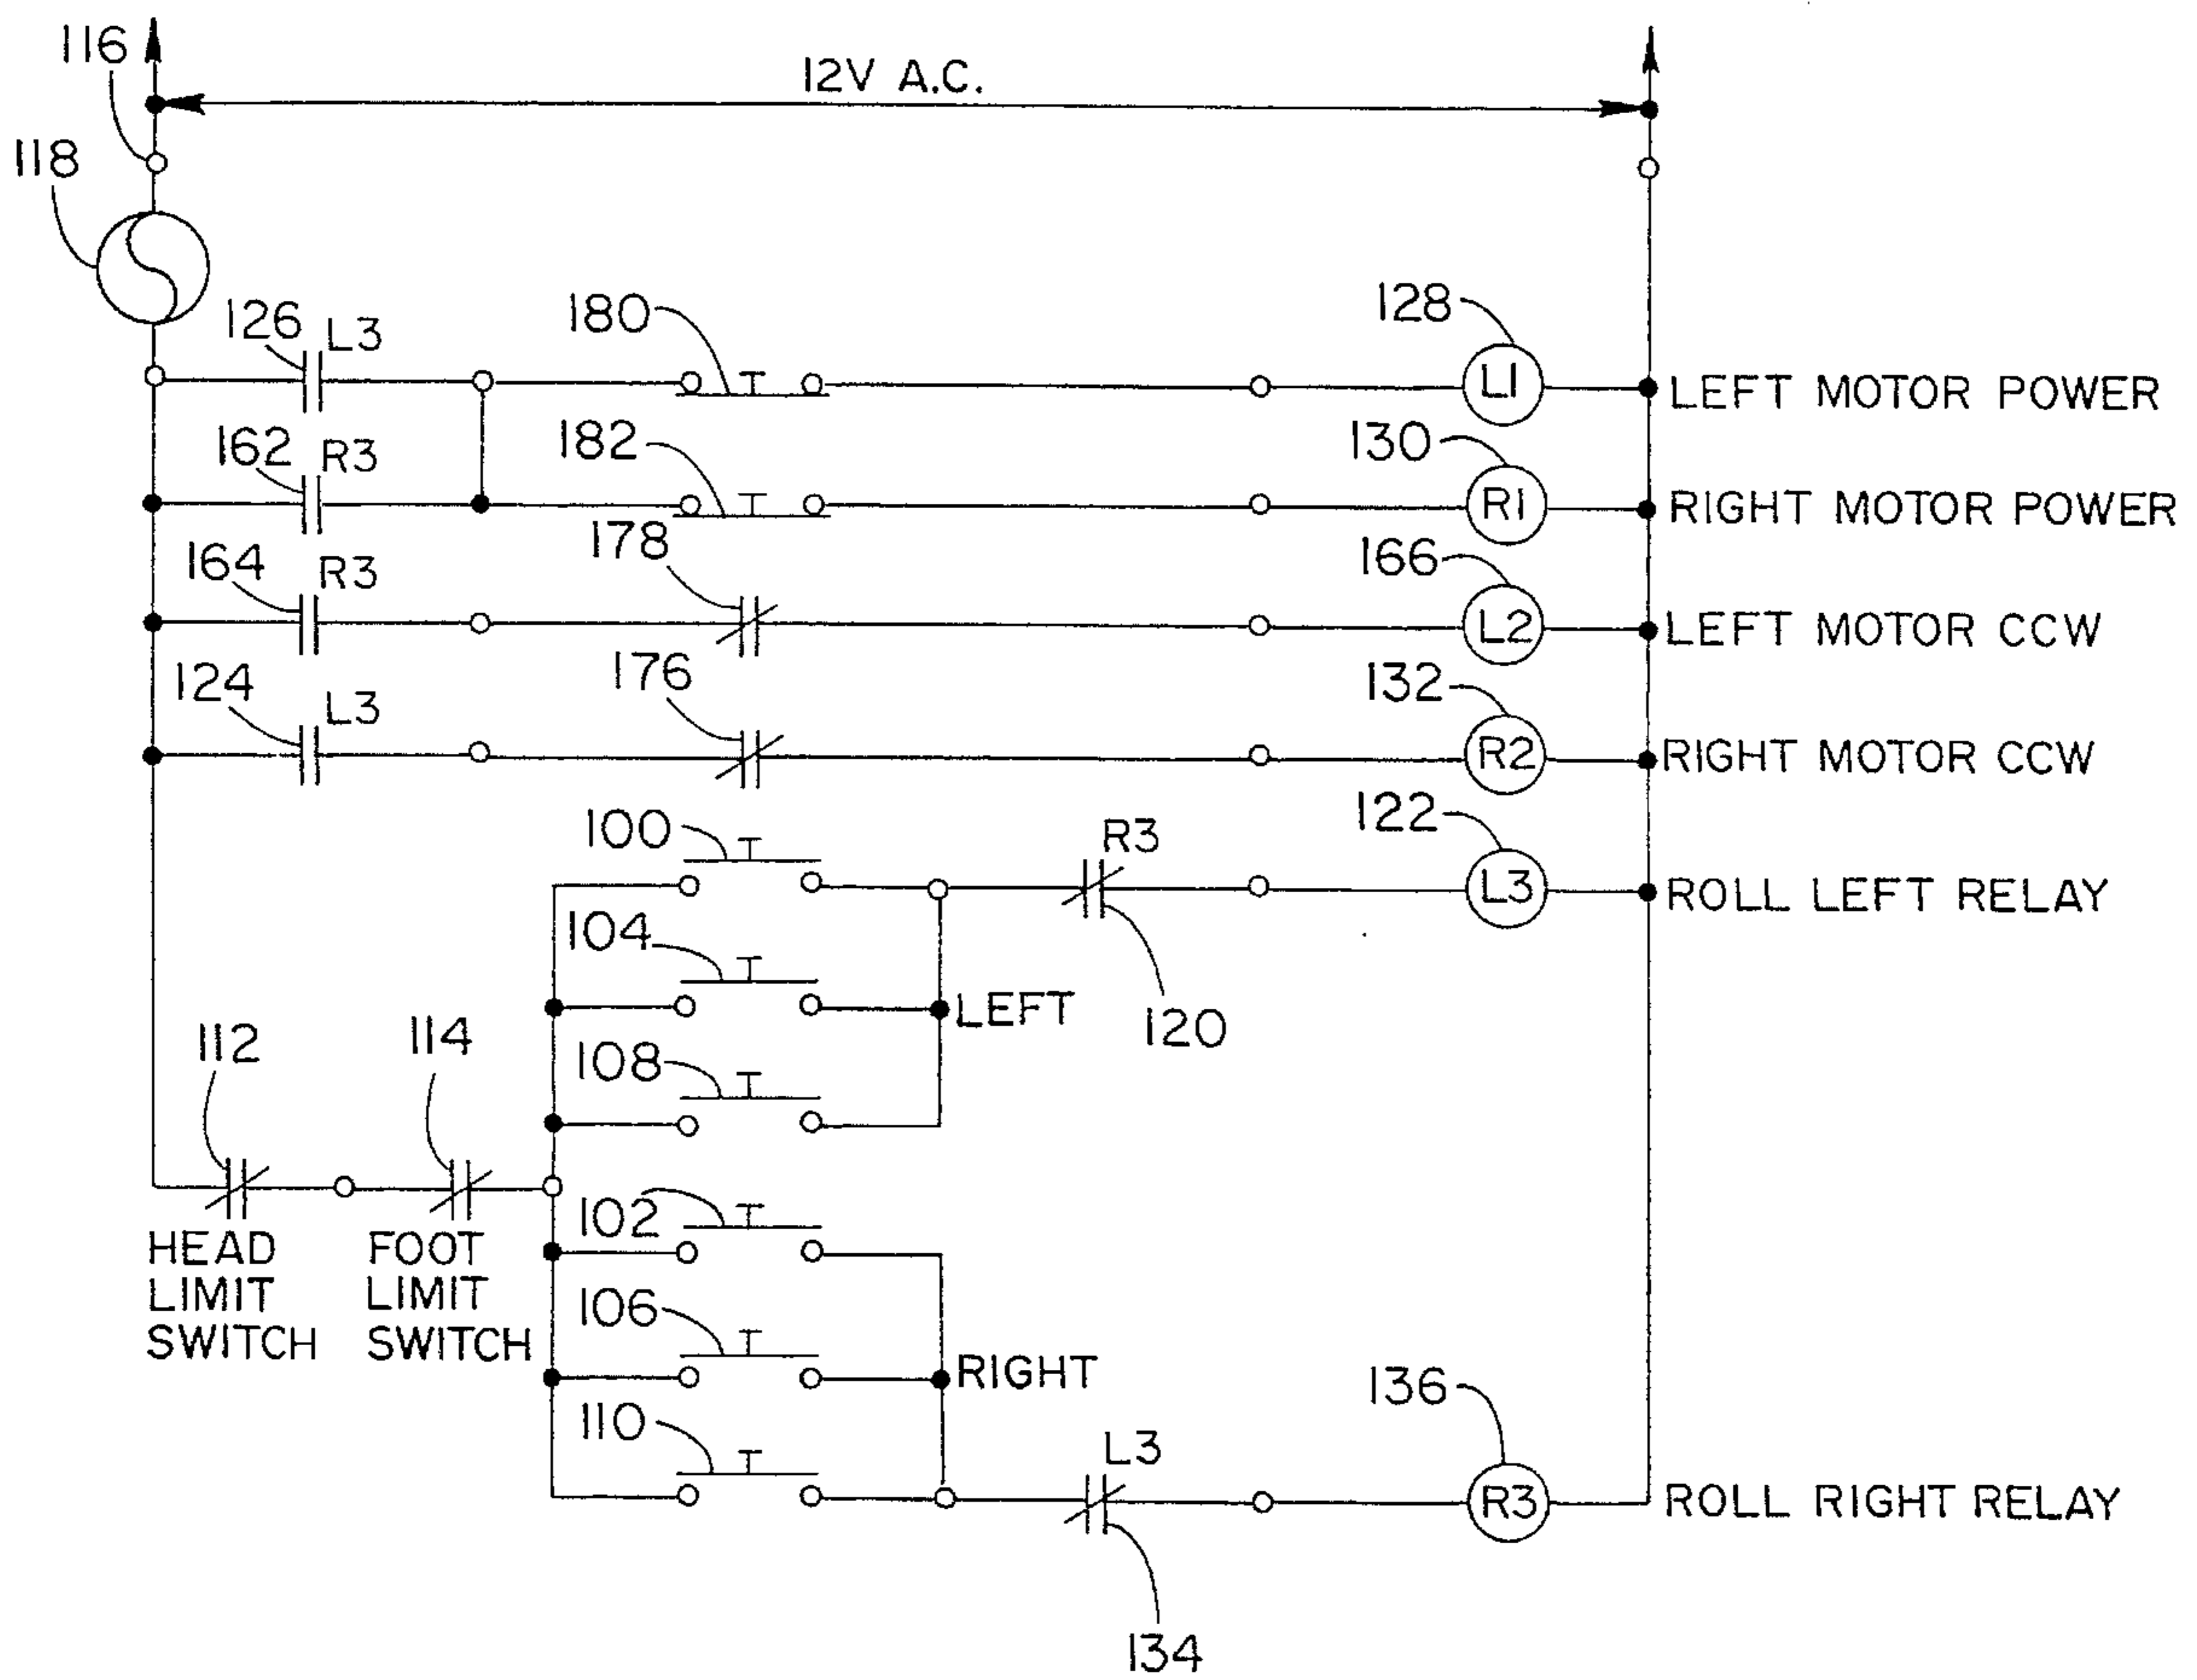 116
12V A.C.
118
126 L3
180
128
L1
LEFT MOTOR POWER
162 R3
182
130
R1
RIGHT MOTOR POWER
164 R3
178
166
L2
LEFT MOTOR CCW
124 L3
176
132
R2
RIGHT MOTOR CCW
100
R3
122
L3
ROLL LEFT RELAY
104
LEFT
120
112
114
108
HEAD
LIMIT
SWITCH
FOOT
LIMIT
SWITCH
102
106
RIGHT
110
L3
136
R3
ROLL RIGHT RELAY
134